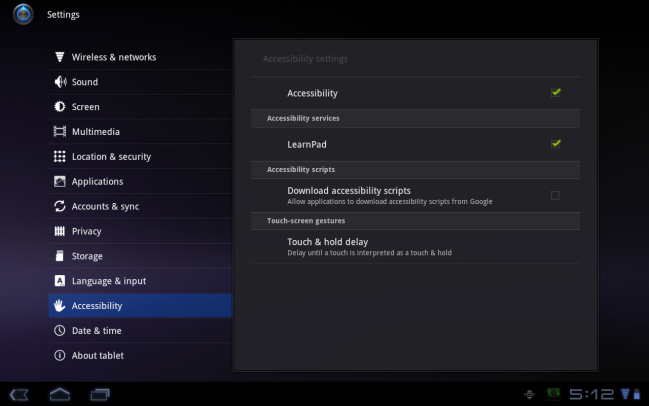 Settings
Wireless & networks
Sound
Screen
Multimedia
Location & security
Applications
Accounts & sync
Privacy
Storage
A Language & input
Accessibility
Date & time
About tablet
Accessibility settings
Accessibility
Accessibility services
LearnPad
Accessibility scripts
Download accessibility scripts
Allow applications to download accessibility scripts from Google
Touch-screen gestures
Touch & hold delay
Delay until a touch is interpreted as a touch & hold
5:12